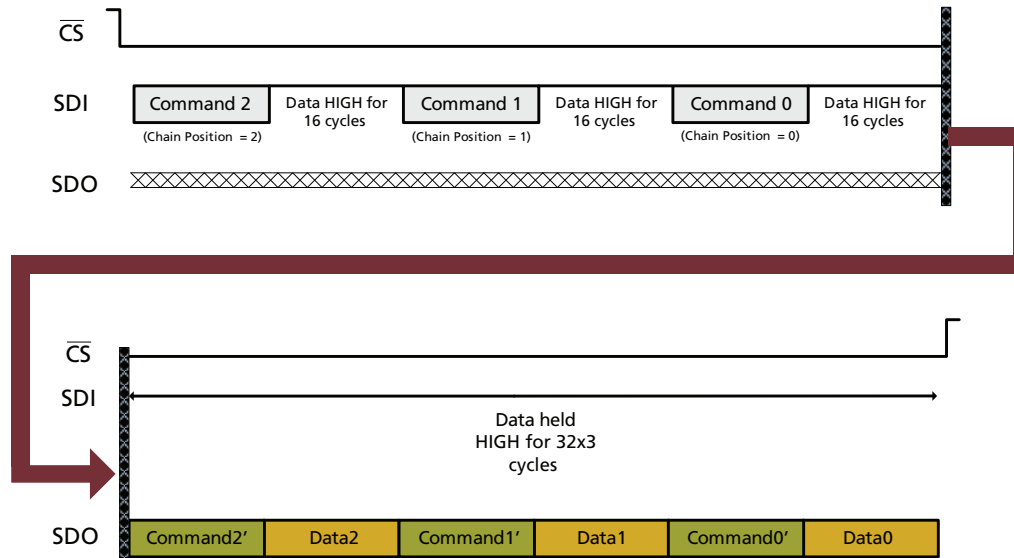 CS
SDI
Command 2
Data HIGH for
16 cycles
Command 1
Data HIGH for
16 cycles
Command 0
Data HIGH for
16 cycles
(Chain Position = 2)
(Chain Position = 1)
(Chain Position = 0)
SDO
CS
SDI
Data held
HIGH for 32x3
cycles
SDO
Command2'
Data2
Command1'
Data1
Command0'
Data0